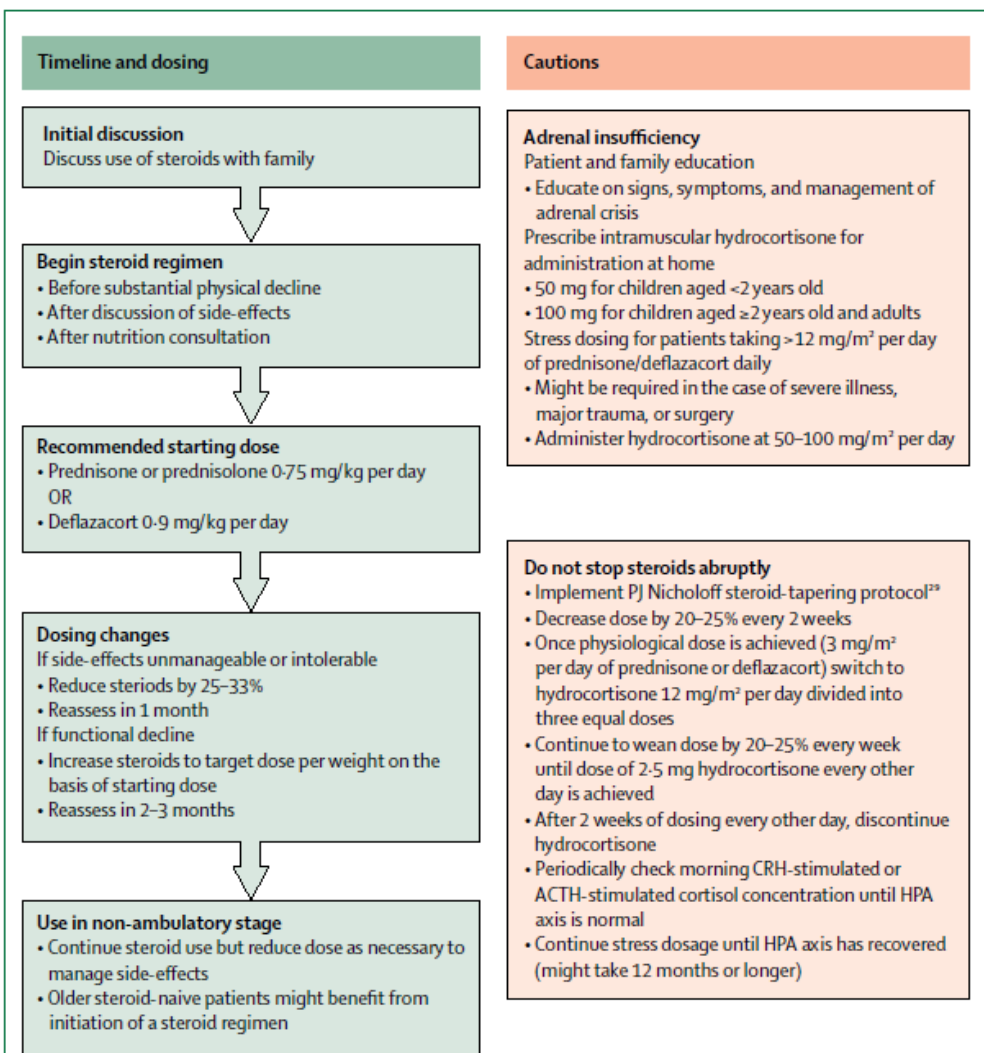 Timeline and dosing
Initial discussion
Discuss use of steroids with family
Begin steroid regimen
• Before substantial physical decline
• After discussion of side-effects
• After nutrition consultation
Recommended starting dose
• Prednisone or prednisolone 0·75 mg/kg per day
OR
• Deflazacort 0·9 mg/kg per day
Dosing changes
If side-effects unmanageable or intolerable
• Reduce steriods by 25–33%
• Reassess in 1 month
If functional decline
• Increase steroids to target dose per weight on the
basis of starting dose
• Reassess in 2–3 months
Use in non-ambulatory stage
• Continue steroid use but reduce dose as necessary to
manage side-effects
• Older steroid-naive patients might benefit from
initiation of a steroid regimen
Cautions
Adrenal insufficiency
Patient and family education
• Educate on signs, symptoms, and management of
adrenal crisis
Prescribe intramuscular hydrocortisone for
administration at home
• 50 mg for children aged <2 years old
• 100 mg for children aged ≥2 years old and adults
Stress dosing for patients taking >12 mg/m² per day
of prednisone/deflazacort daily
• Might be required in the case of severe illness,
major trauma, or surgery
• Administer hydrocortisone at 50–100 mg/m² per day
Do not stop steroids abruptly
• Implement PJ Nicholoff steroid-tapering protocol²⁹
• Decrease dose by 20–25% every 2 weeks
• Once physiological dose is achieved (3 mg/m²
per day of prednisone or deflazacort) switch to
hydrocortisone 12 mg/m² per day divided into
three equal doses
• Continue to wean dose by 20–25% every week
until dose of 2·5 mg hydrocortisone every other
day is achieved
• After 2 weeks of dosing every other day, discontinue
hydrocortisone
• Periodically check morning CRH-stimulated or
ACTH-stimulated cortisol concentration until HPA
axis is normal
• Continue stress dosage until HPA axis has recovered
(might take 12 months or longer)